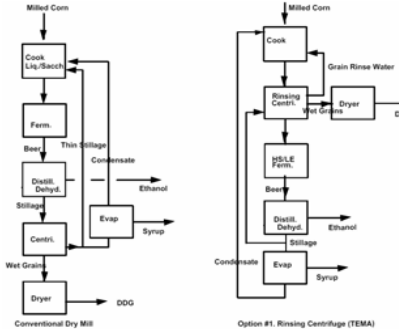 Milled Corn
Cook
Liq./Sacch
Ferm.
Beer
Thin Stillage
Condensate
Distill.
Dehyd.
Ethanol
Stillage
Centri.
Evap
Syrup
Wet Grains
Dryer
DDG
Conventional Dry Mill
Milled Corn
Cook
Grain Rinse Water
Rinsing
Centri.
Wet Grains
Dryer
D
HS/LE
Ferm.
Beer
Distill.
Dehyd.
Ethanol
Stillage
Condensate
Evap
Syrup
Option #1. Rinsing Centrifuge (TEMA)